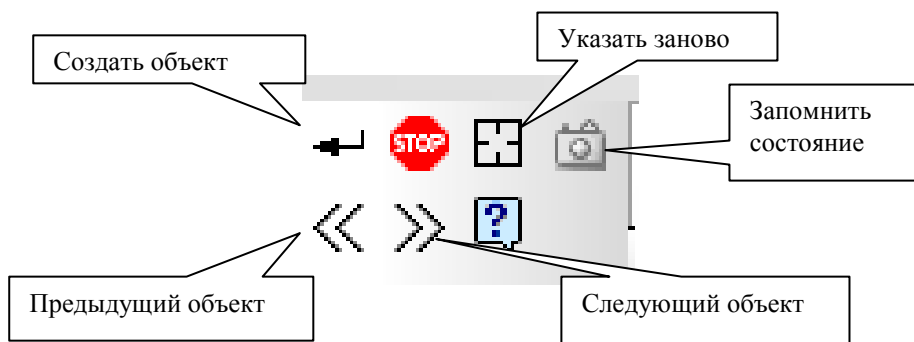 Указать заново
Создать объект
Запомнить
состояние
STOP
?
Предыдущий объект
Следующий объект